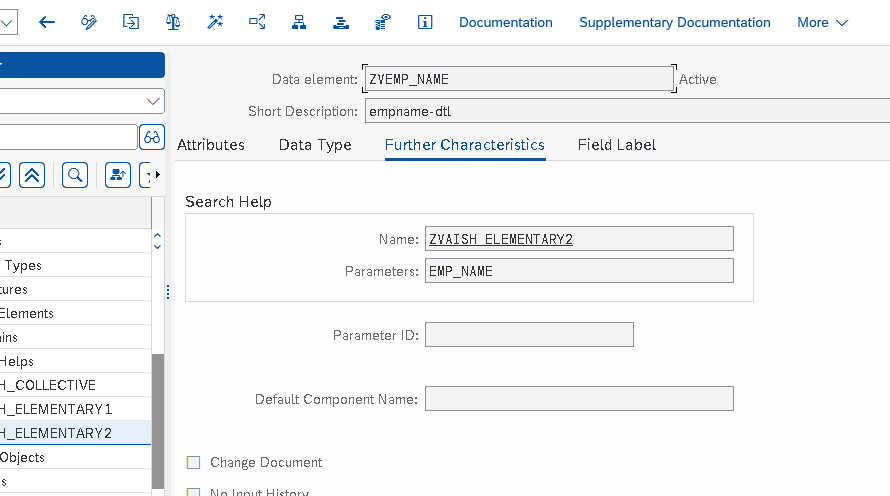 Documentation Supplementary Documentation More
Data element: ZVEMP_NAME Active
Short Description: empname-dtl
Attributes Data Type Further Characteristics Field Label
Search Help
Name: ZVAISH_ELEMENTARY2
Parameters: EMP_NAME
Parameter ID:
Default Component Name:
Change Document
No Input History
Types
tures
Elements
ins
Helps
H_COLLECTIVE
H_ELEMENTARY1
H_ELEMENTARY2
Objects
s